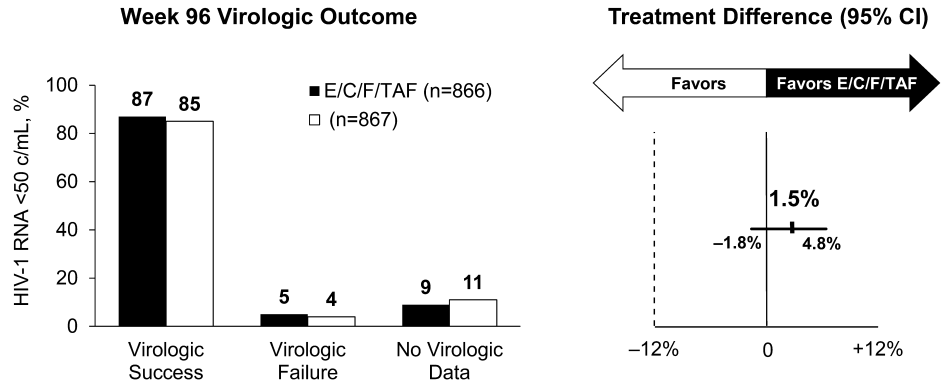 Week 96 Virologic Outcome
HIV-1 RNA <50 c/mL, %
100
80
60
40
20
0
87
85
5
4
9
11
E/C/F/TAF (n=866)
(n=867)
Virologic
Success
Virologic
Failure
No Virologic
Data
Treatment Difference (95% CI)
Favors
Favors E/C/F/TAF
1.5%
–1.8%
4.8%
–12%
0
+12%